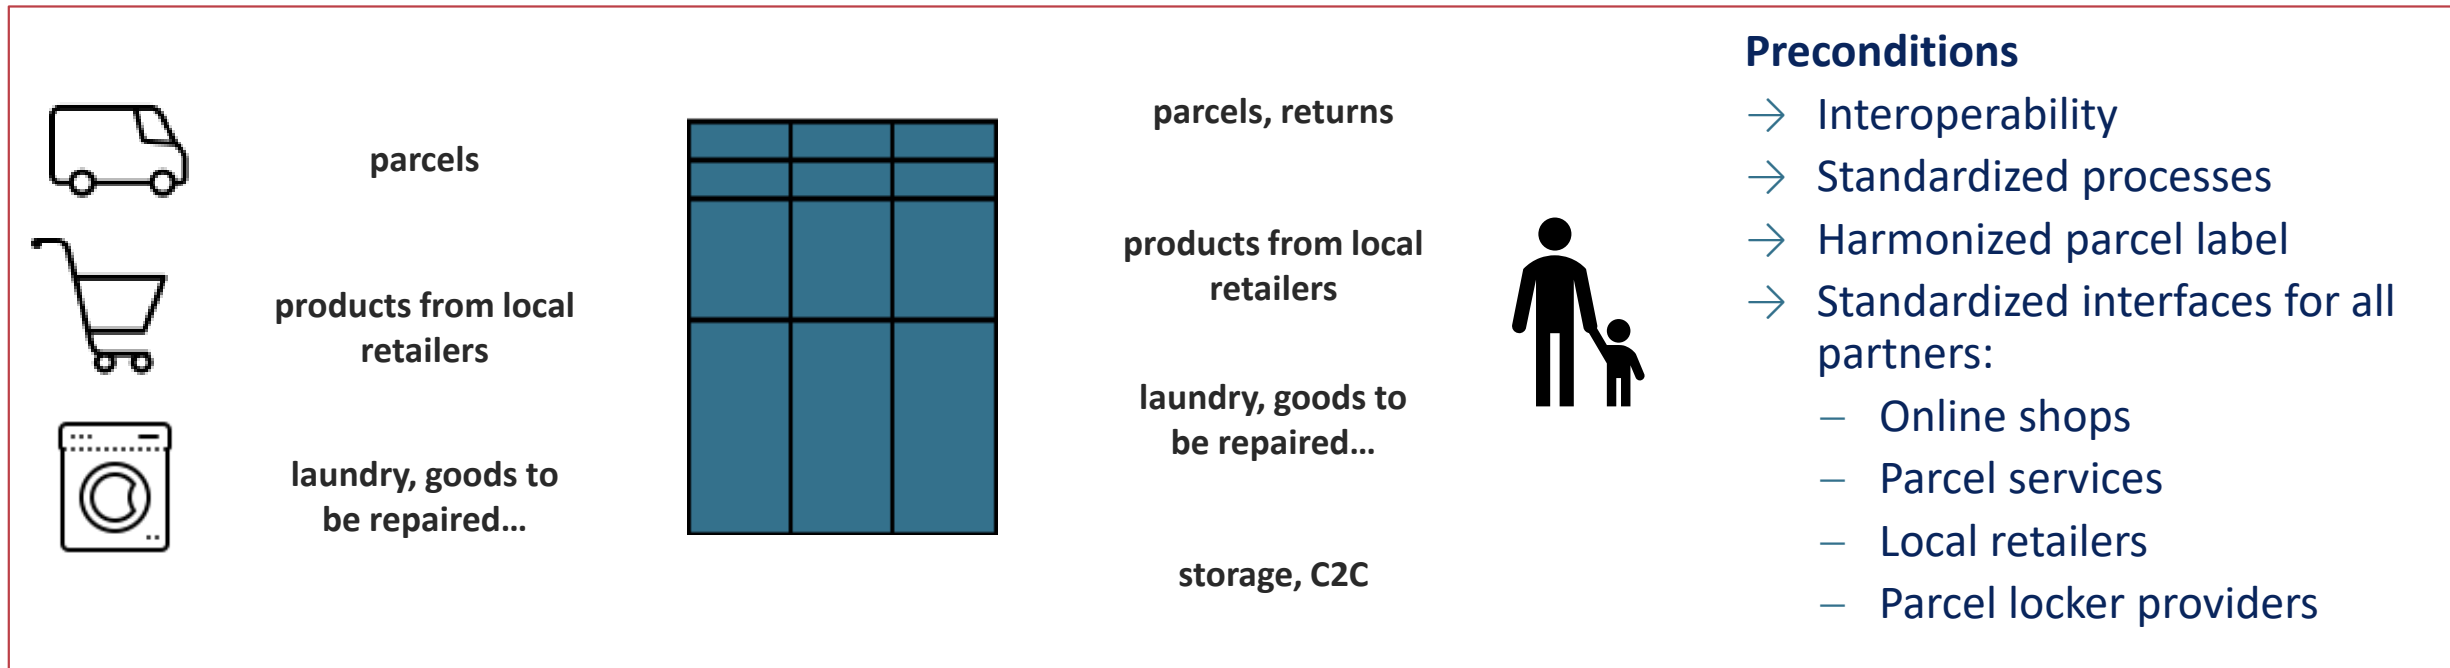 parcels
products from local
retailers
laundry, goods to
be repaired...
parcels, returns
products from local
retailers
laundry, goods to
be repaired...
storage, C2C
Preconditions
→ Interoperability
→ Standardized processes
→ Harmonized parcel label
→ Standardized interfaces for all
partners:
– Online shops
– Parcel services
– Local retailers
– Parcel locker providers